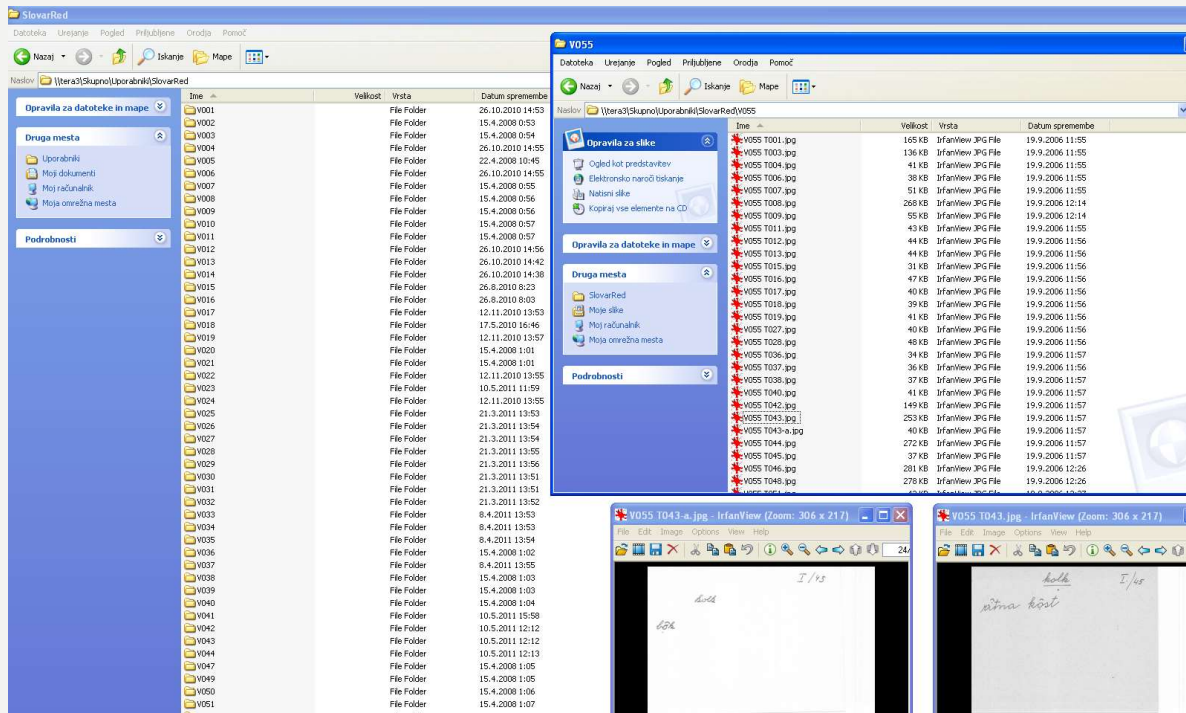 SlovarRed
Datoteka Urejanje Pogled Priljubljene Orodja Pomoč
Nazaj Iskanje Mape
Naslov \\tera3\Skupno\Uporabniki\SlovarRed
Opravila za datoteke in mape
Druga mesta
Uporabniki
Moji dokumenti
Moj računalnik
Moja omrežna mesta
Podrobnosti
Ime Velikost Vrsta Datum spremembe
V001 File Folder 26.10.2010 14:53
V002 File Folder 15.4.2008 0:53
V003 File Folder 15.4.2008 0:54
V004 File Folder 26.10.2010 14:55
V005 File Folder 22.4.2008 10:45
V006 File Folder 26.10.2010 14:55
V007 File Folder 15.4.2008 0:55
V008 File Folder 15.4.2008 0:56
V009 File Folder 15.4.2008 0:56
V010 File Folder 15.4.2008 0:57
V011 File Folder 15.4.2008 0:57
V012 File Folder 26.10.2010 14:56
V013 File Folder 26.10.2010 14:42
V014 File Folder 26.10.2010 14:38
V015 File Folder 26.8.2010 8:23
V016 File Folder 26.8.2010 8:03
V017 File Folder 12.11.2010 13:53
V018 File Folder 17.5.2010 16:46
V019 File Folder 12.11.2010 13:57
V020 File Folder 15.4.2008 1:01
V021 File Folder 15.4.2008 1:01
V022 File Folder 12.11.2010 13:55
V023 File Folder 10.5.2011 11:59
V024 File Folder 12.11.2010 13:55
V025 File Folder 21.3.2011 13:53
V026 File Folder 21.3.2011 13:54
V027 File Folder 21.3.2011 13:54
V028 File Folder 21.3.2011 13:55
V029 File Folder 21.3.2011 13:56
V030 File Folder 21.3.2011 13:51
V031 File Folder 21.3.2011 13:51
V032 File Folder 21.3.2011 13:52
V033 File Folder 8.4.2011 13:53
V034 File Folder 8.4.2011 13:53
V035 File Folder 8.4.2011 13:54
V036 File Folder 15.4.2008 1:02
V037 File Folder 8.4.2011 13:55
V038 File Folder 15.4.2008 1:03
V039 File Folder 15.4.2008 1:03
V040 File Folder 15.4.2008 1:04
V041 File Folder 10.5.2011 15:58
V042 File Folder 10.5.2011 12:12
V043 File Folder 10.5.2011 12:12
V044 File Folder 10.5.2011 12:13
V047 File Folder 15.4.2008 1:05
V049 File Folder 15.4.2008 1:05
V050 File Folder 15.4.2008 1:06
V051 File Folder 15.4.2008 1:07
V055
Datoteka Urejanje Pogled Priljubljene Orodja Pomoč
Nazaj Iskanje Mape
Naslov \\tera3\Skupno\Uporabniki\SlovarRed\V055
Opravila za slike
Ogled kot predstavitev
Elektronsko naroči tiskanje
Natisni slike
Kopiraj vse elemente na CD
Opravila za datoteke in mape
Druga mesta
SlovarRed
Moje slike
Moj računalnik
Moja omrežna mesta
Podrobnosti
Ime Velikost Vrsta Datum spremembe
V055 T001.jpg 165 KB IrfanView JPG File 19.9.2006 11:55
V055 T003.jpg 136 KB IrfanView JPG File 19.9.2006 11:55
V055 T004.jpg 41 KB IrfanView JPG File 19.9.2006 11:55
V055 T006.jpg 38 KB IrfanView JPG File 19.9.2006 11:55
V055 T007.jpg 51 KB IrfanView JPG File 19.9.2006 11:55
V055 T008.jpg 268 KB IrfanView JPG File 19.9.2006 12:14
V055 T009.jpg 55 KB IrfanView JPG File 19.9.2006 12:14
V055 T011.jpg 43 KB IrfanView JPG File 19.9.2006 11:55
V055 T012.jpg 44 KB IrfanView JPG File 19.9.2006 11:56
V055 T013.jpg 44 KB IrfanView JPG File 19.9.2006 11:56
V055 T015.jpg 31 KB IrfanView JPG File 19.9.2006 11:56
V055 T016.jpg 47 KB IrfanView JPG File 19.9.2006 11:56
V055 T017.jpg 40 KB IrfanView JPG File 19.9.2006 11:56
V055 T018.jpg 39 KB IrfanView JPG File 19.9.2006 11:56
V055 T019.jpg 41 KB IrfanView JPG File 19.9.2006 11:56
V055 T027.jpg 40 KB IrfanView JPG File 19.9.2006 11:56
V055 T028.jpg 48 KB IrfanView JPG File 19.9.2006 11:56
V055 T036.jpg 34 KB IrfanView JPG File 19.9.2006 11:57
V055 T037.jpg 36 KB IrfanView JPG File 19.9.2006 11:56
V055 T038.jpg 37 KB IrfanView JPG File 19.9.2006 11:57
V055 T040.jpg 41 KB IrfanView JPG File 19.9.2006 11:57
V055 T042.jpg 149 KB IrfanView JPG File 19.9.2006 11:57
V055 T043.jpg 253 KB IrfanView JPG File 19.9.2006 11:57
V055 T043-a.jpg 40 KB IrfanView JPG File 19.9.2006 11:57
V055 T044.jpg 272 KB IrfanView JPG File 19.9.2006 11:57
V055 T045.jpg 37 KB IrfanView JPG File 19.9.2006 11:57
V055 T046.jpg 281 KB IrfanView JPG File 19.9.2006 12:26
V055 T048.jpg 278 KB IrfanView JPG File 19.9.2006 12:26
V055 T043-a.jpg - IrfanView (Zoom: 306 x 217)
File Edit Image Options View Help
24/
I/43
kolk
V055 T043.jpg - IrfanView (Zoom: 306 x 217)
File Edit Image Options View Help
kolk